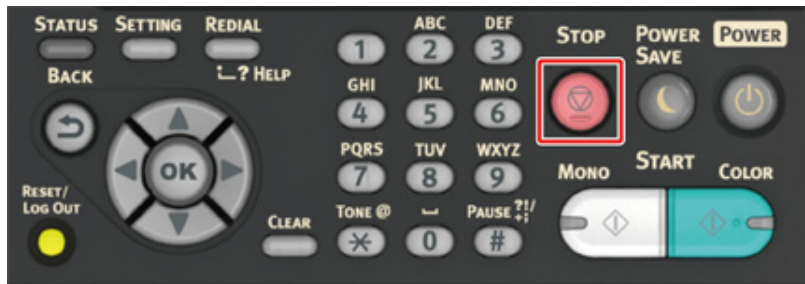 STATUS SETTING REDIAL
?HELP
BACK
OK
RESET/
LOG OUT
CLEAR
1 ABC 2 DEF 3
GHI 4 JKL 5 MNO 6
PQRS 7 TUV 8 WXYZ 9
TONE @ * ⎵ 0 PAUSE ?!/+; #
STOP
POWER SAVE
POWER
MONO START COLOR